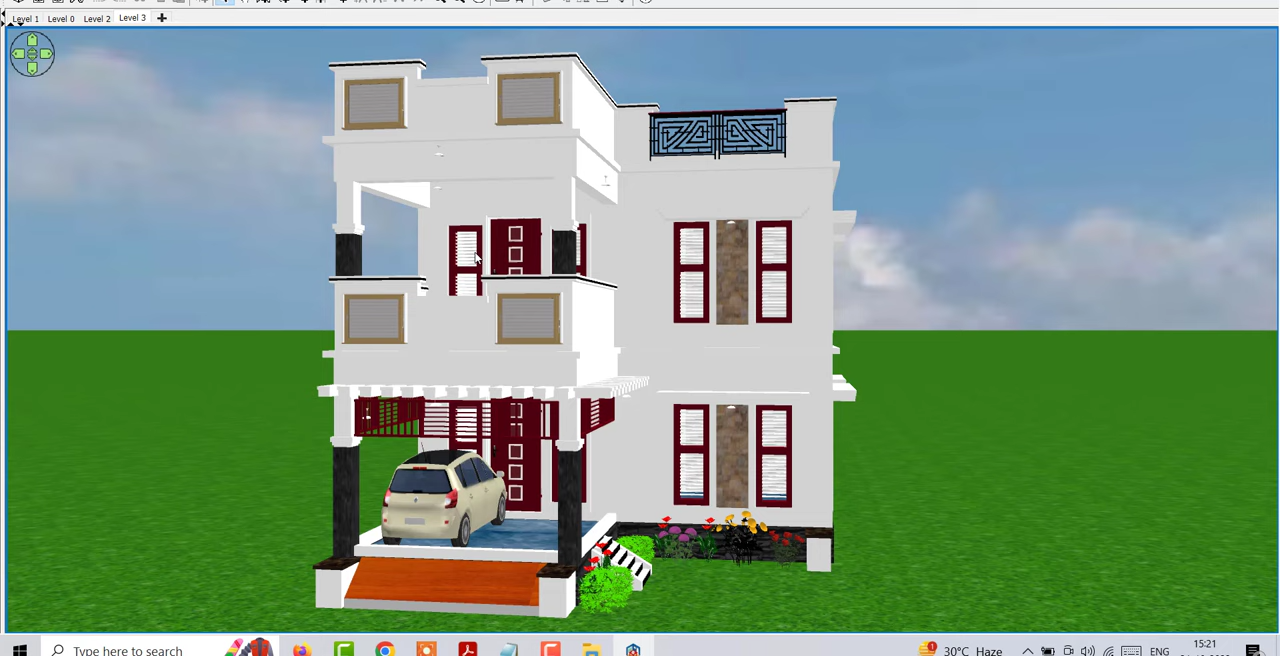 Level 1 Level 0 Level 2 Level 3
Type here to search
30°C Haze
ENG
15:21